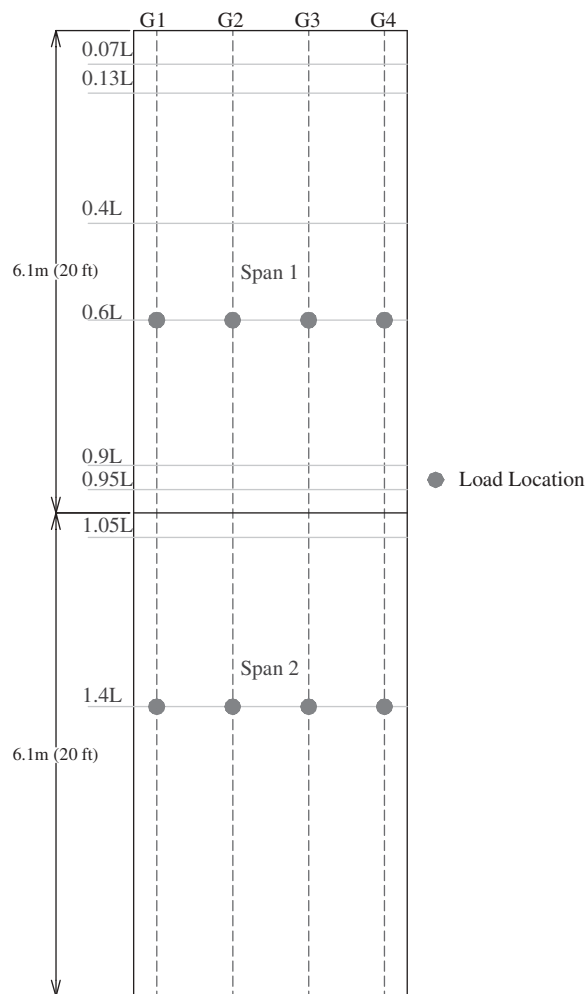 G1 G2 G3 G4
0.07L
0.13L
0.4L
6.1m (20 ft)
Span 1
0.6L
0.9L
0.95L
Load Location
1.05L
Span 2
1.4L
6.1m (20 ft)